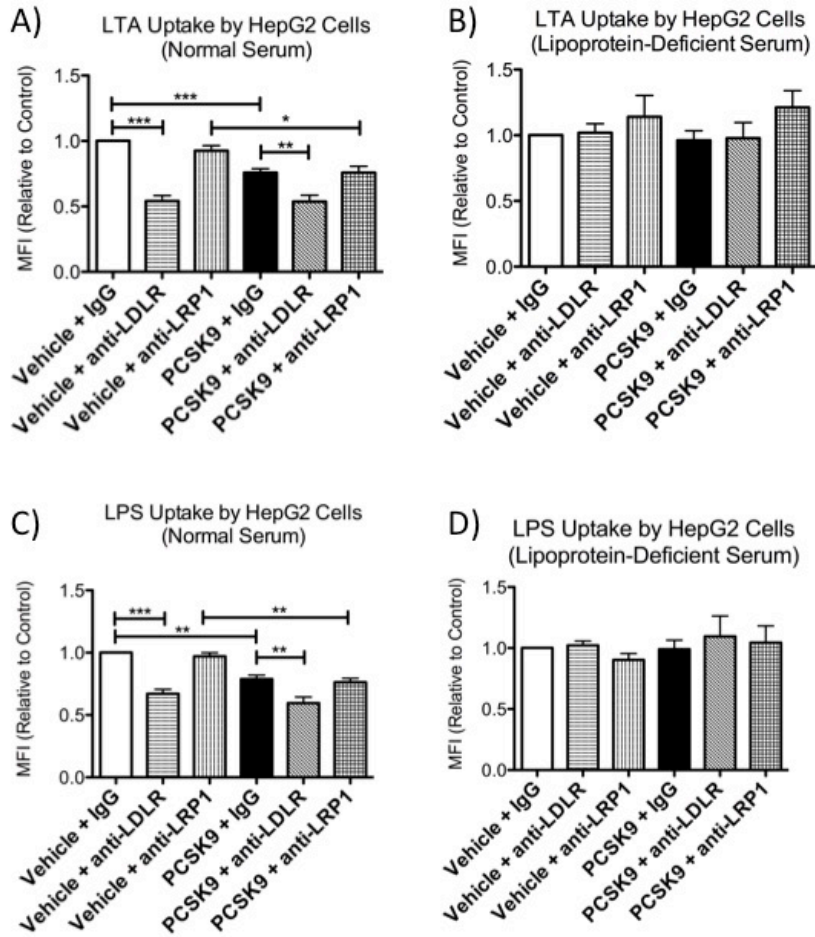 A)
LTA Uptake by HepG2 Cells
(Normal Serum)
MFI (Relative to Control)
1.5
1.0
0.5
0.0
***
***
*
**
Vehicle + IgG
Vehicle + anti-LDLR
Vehicle + anti-LRP1
PCSK9 + IgG
PCSK9 + anti-LDLR
PCSK9 + anti-LRP1
B)
LTA Uptake by HepG2 Cells
(Lipoprotein-Deficient Serum)
MFI (Relative to Control)
1.5
1.0
0.5
0.0
Vehicle + IgG
Vehicle + anti-LDLR
Vehicle + anti-LRP1
PCSK9 + IgG
PCSK9 + anti-LDLR
PCSK9 + anti-LRP1
C)
LPS Uptake by HepG2 Cells
(Normal Serum)
MFI (Relative to Control)
1.5
1.0
0.5
0.0
***
**
**
**
Vehicle + IgG
Vehicle + anti-LDLR
Vehicle + anti-LRP1
PCSK9 + IgG
PCSK9 + anti-LDLR
PCSK9 + anti-LRP1
D)
LPS Uptake by HepG2 Cells
(Lipoprotein-Deficient Serum)
MFI (Relative to Control)
1.5
1.0
0.5
0.0
Vehicle + IgG
Vehicle + anti-LDLR
Vehicle + anti-LRP1
PCSK9 + IgG
PCSK9 + anti-LDLR
PCSK9 + anti-LRP1